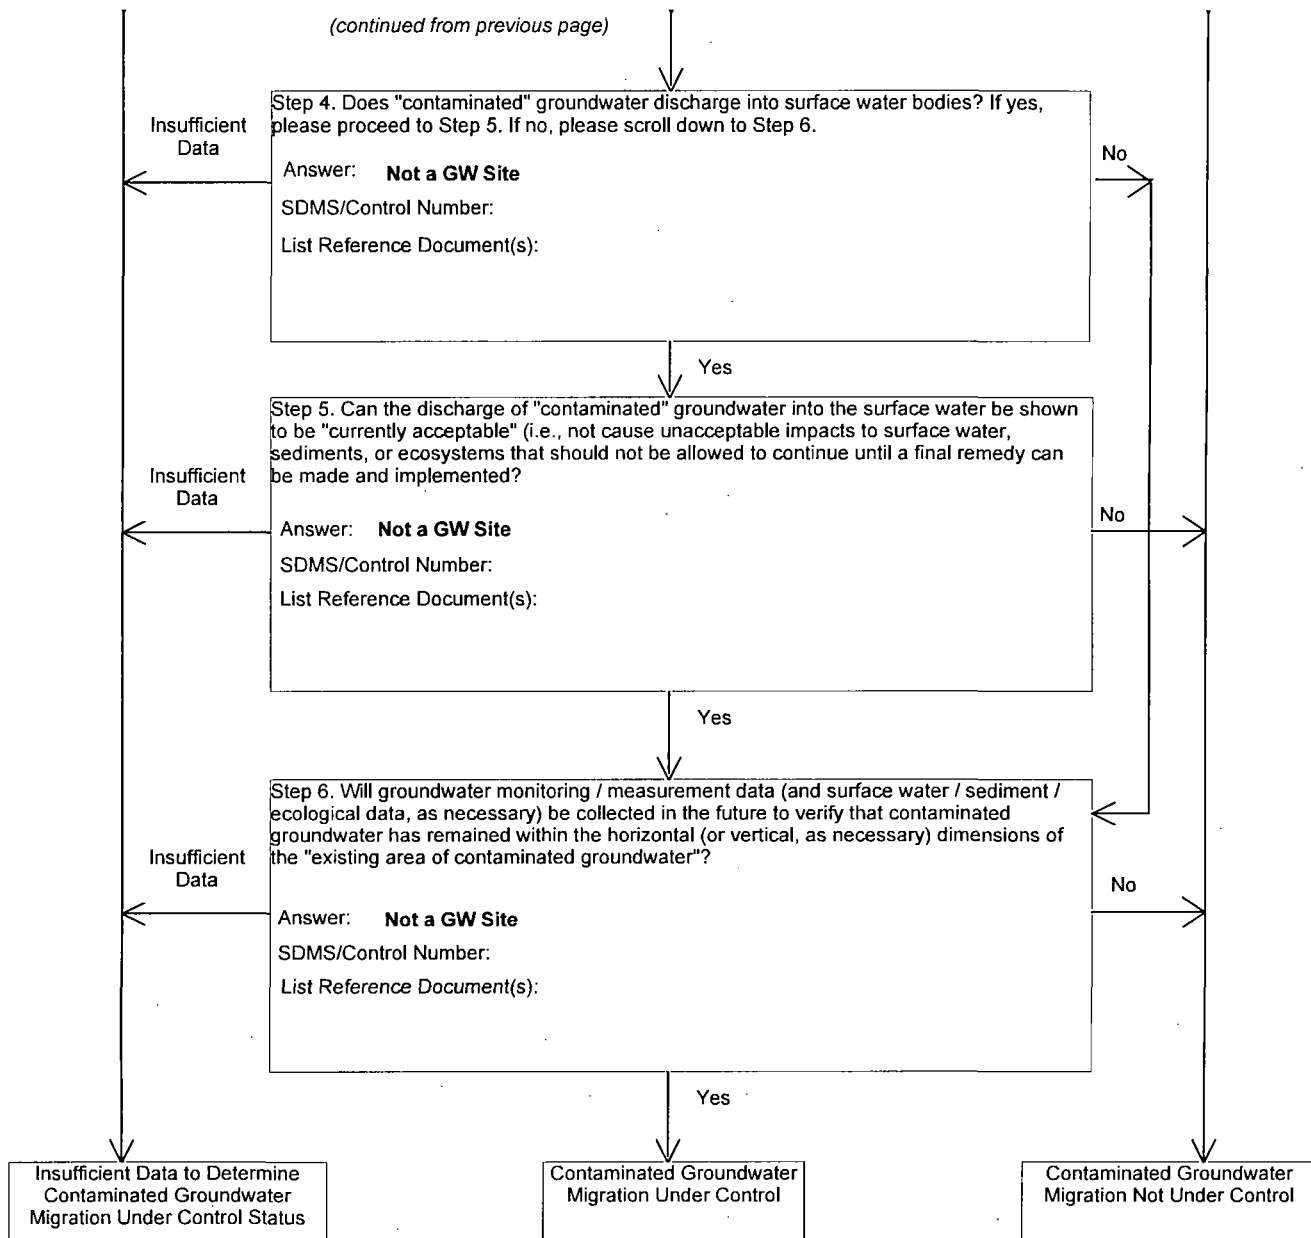 (continued from previous page)
Step 4. Does "contaminated" groundwater discharge into surface water bodies? If yes,
please proceed to Step 5. If no, please scroll down to Step 6.
Insufficient
Data
No
Answer: Not a GW Site
SDMS/Control Number:
List Reference Document(s):
Yes
Step 5. Can the discharge of "contaminated" groundwater into the surface water be shown
to be "currently acceptable" (i.e., not cause unacceptable impacts to surface water,
sediments, or ecosystems that should not be allowed to continue until a final remedy can
be made and implemented?
Insufficient
Data
No
Answer: Not a GW Site
SDMS/Control Number:
List Reference Document(s):
Yes
Step 6. Will groundwater monitoring / measurement data (and surface water / sediment /
ecological data, as necessary) be collected in the future to verify that contaminated
groundwater has remained within the horizontal (or vertical, as necessary) dimensions of
the "existing area of contaminated groundwater"?
Insufficient
Data
No
Answer: Not a GW Site
SDMS/Control Number:
List Reference Document(s):
Yes
Insufficient Data to Determine
Contaminated Groundwater
Migration Under Control Status
Contaminated Groundwater
Migration Under Control
Contaminated Groundwater
Migration Not Under Control